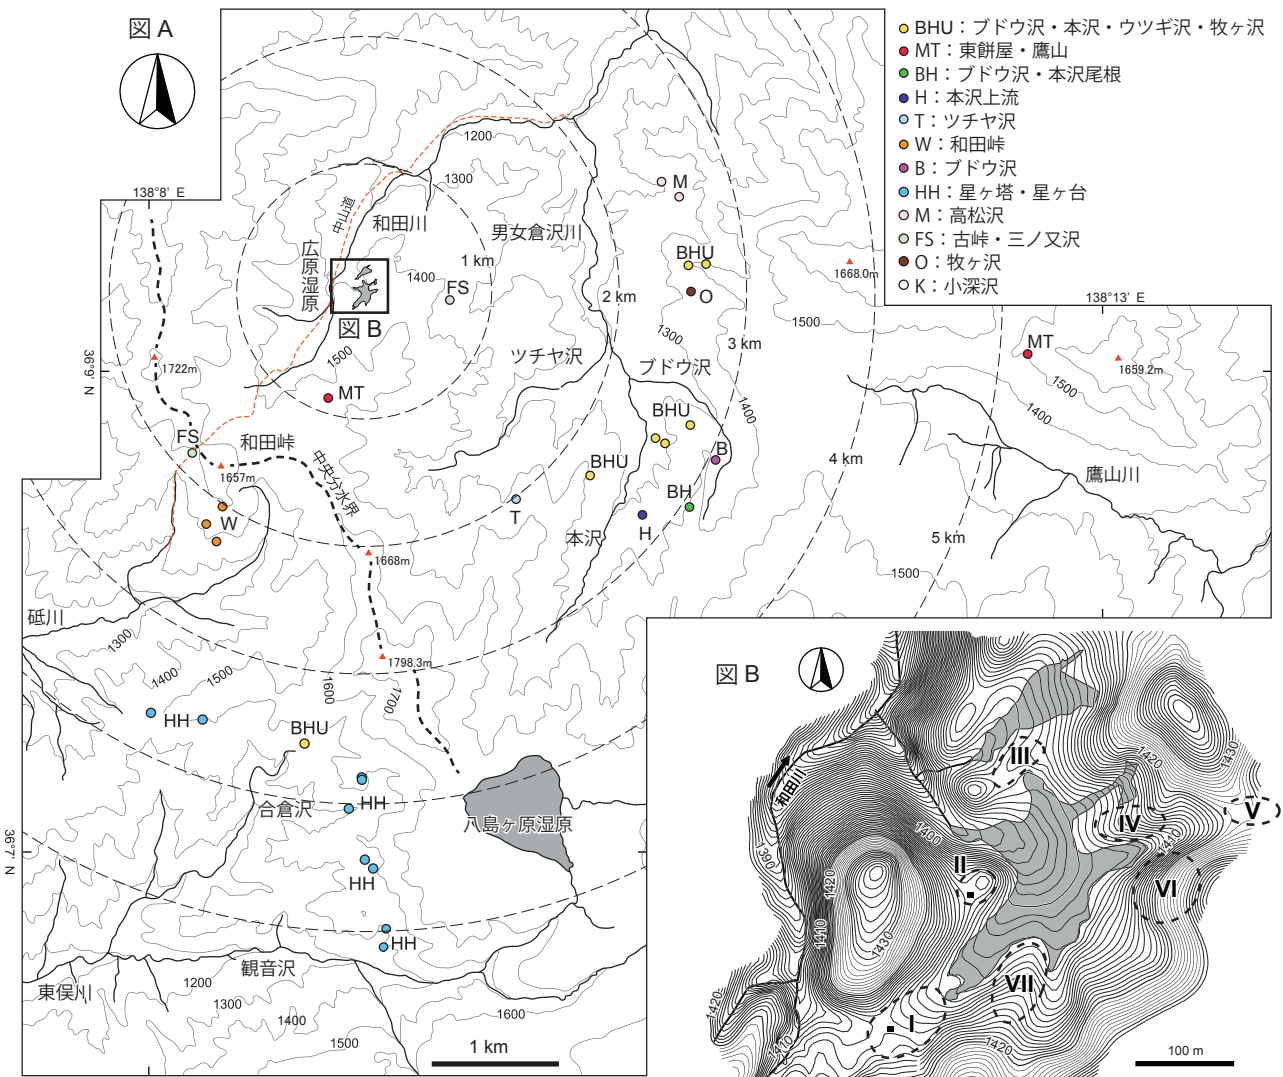 図 A
138°8′ E
36°9′ N
36°7′ N
BHU：ブドウ沢・本沢・ウツギ沢・牧ヶ沢
MT：東餅屋・鷹山
BH：ブドウ沢・本沢尾根
H：本沢上流
T：ツチヤ沢
W：和田峠
B：ブドウ沢
HH：星ヶ塔・星ヶ台
M：高松沢
FS：古峠・三ノ又沢
O：牧ヶ沢
K：小深沢
138°13′ E
1200
1300
中山道
和田川
男女倉沢川
広原湿原
1400
1 km
FS
図 B
2 km
M
BHU
O
1668.0m
1300
3 km
1500
1500
ツチヤ沢
ブドウ沢
1722m
MT
MT
1659.2m
1500
1400
1400
FS
和田峠
1657m
中央分水界
BHU
BHU
B
4 km
鷹山川
W
T
BH
H
本沢
5 km
1668m
1500
砥川
1300
1400
1500
1600
1798.3m
1700
HH
BHU
合倉沢
HH
八島ヶ原湿原
HH
HH
観音沢
東俣川
1200
1300
1400
1500
1600
1 km
図 B
和田川
III
1420
1430
IV
V
1410
1400
1390
II
VI
1420
1410
1430
VII
I
1420
1410
1420
100 m